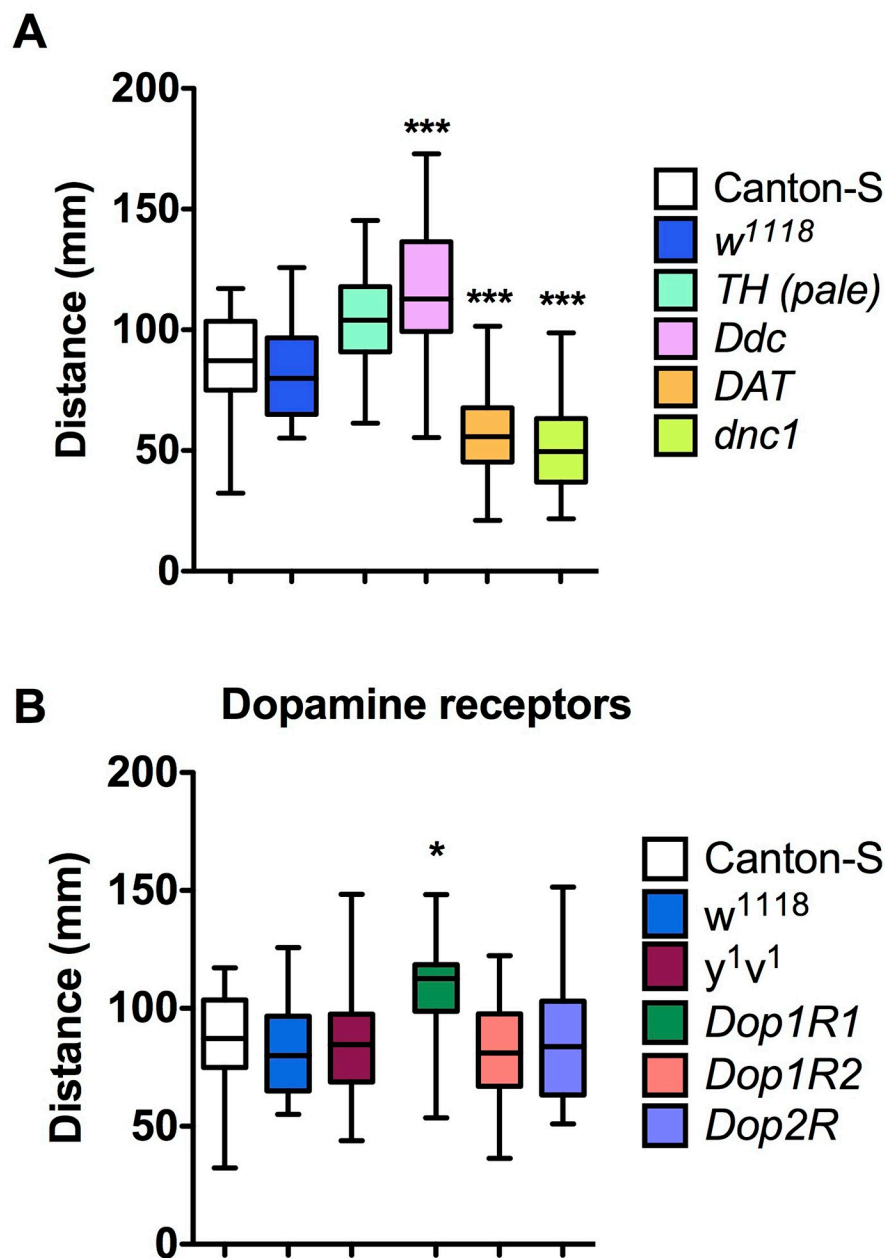 A
200
150
100
50
0
Distance (mm)
***
***
***
Canton-S
w¹¹¹⁸
TH (pale)
Ddc
DAT
dnc1
B
Dopamine receptors
200
150
100
50
0
Distance (mm)
*
Canton-S
w¹¹¹⁸
y¹v¹
Dop1R1
Dop1R2
Dop2R